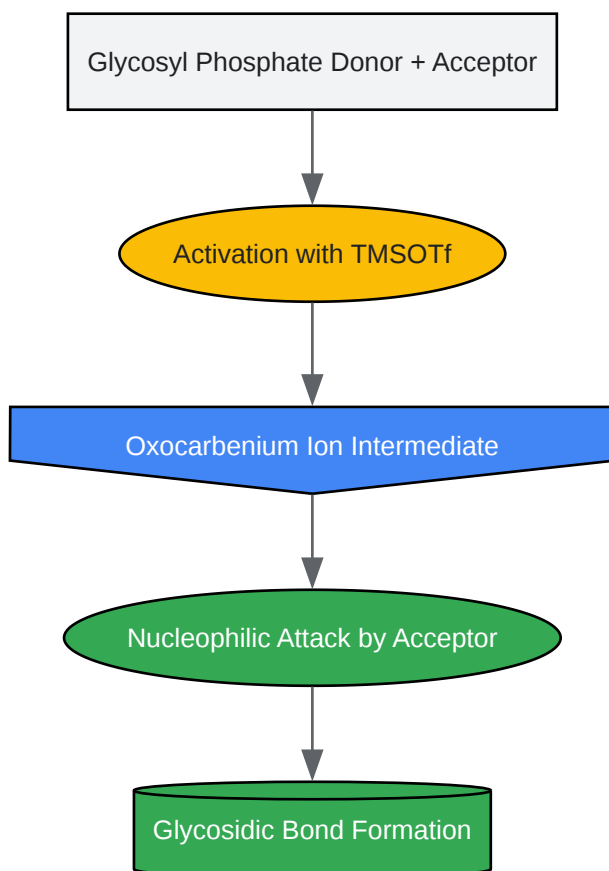 Glycosyl Phosphate Donor + Acceptor
Activation with TMSOTf
Oxocarbenium Ion Intermediate
Nucleophilic Attack by Acceptor
Glycosidic Bond Formation